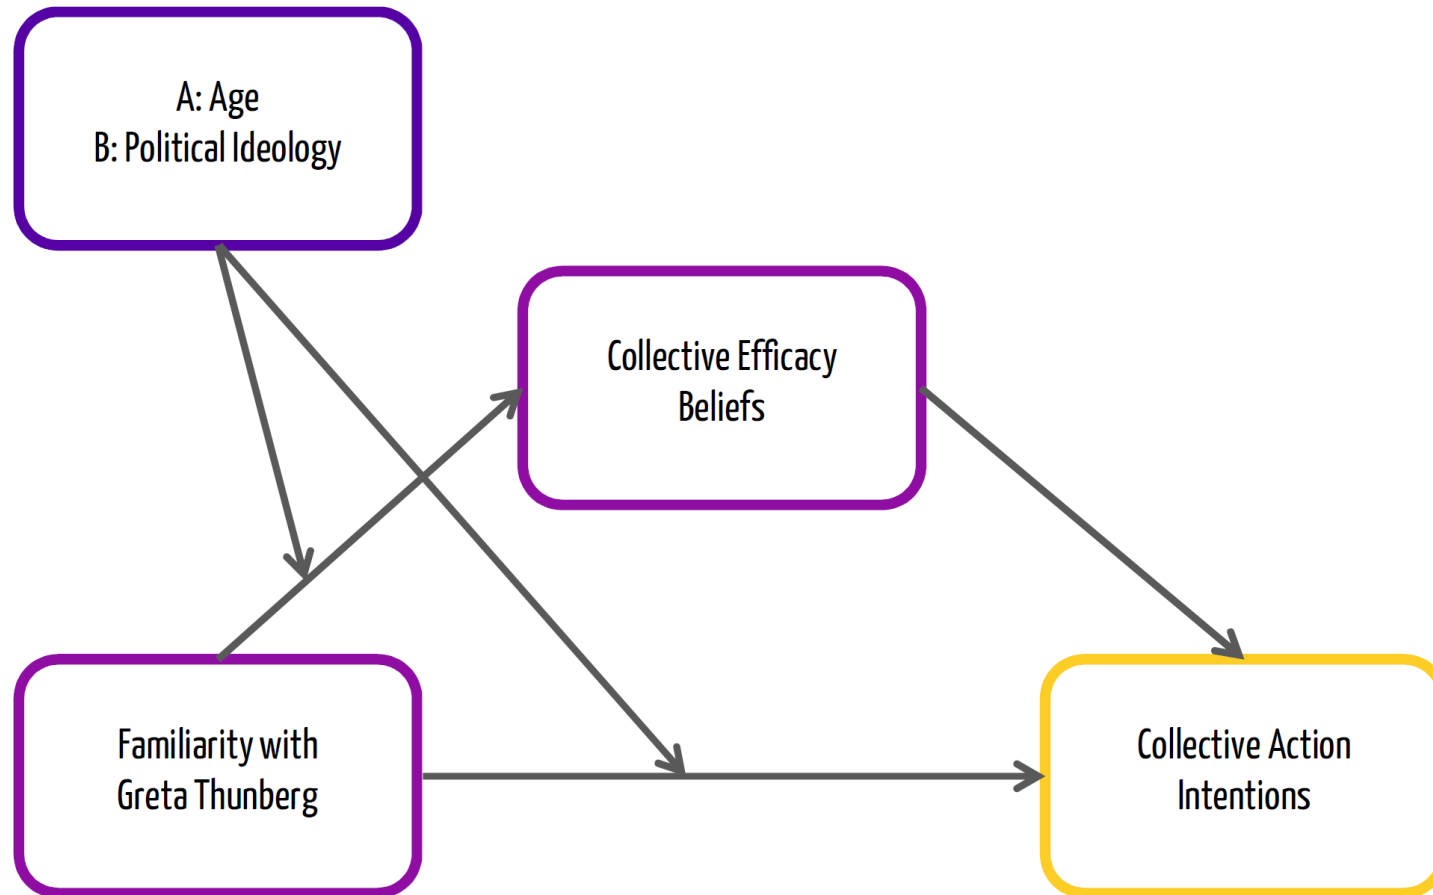 A: Age
B: Political Ideology
Collective Efficacy
Beliefs
Familiarity with
Greta Thunberg
Collective Action
Intentions